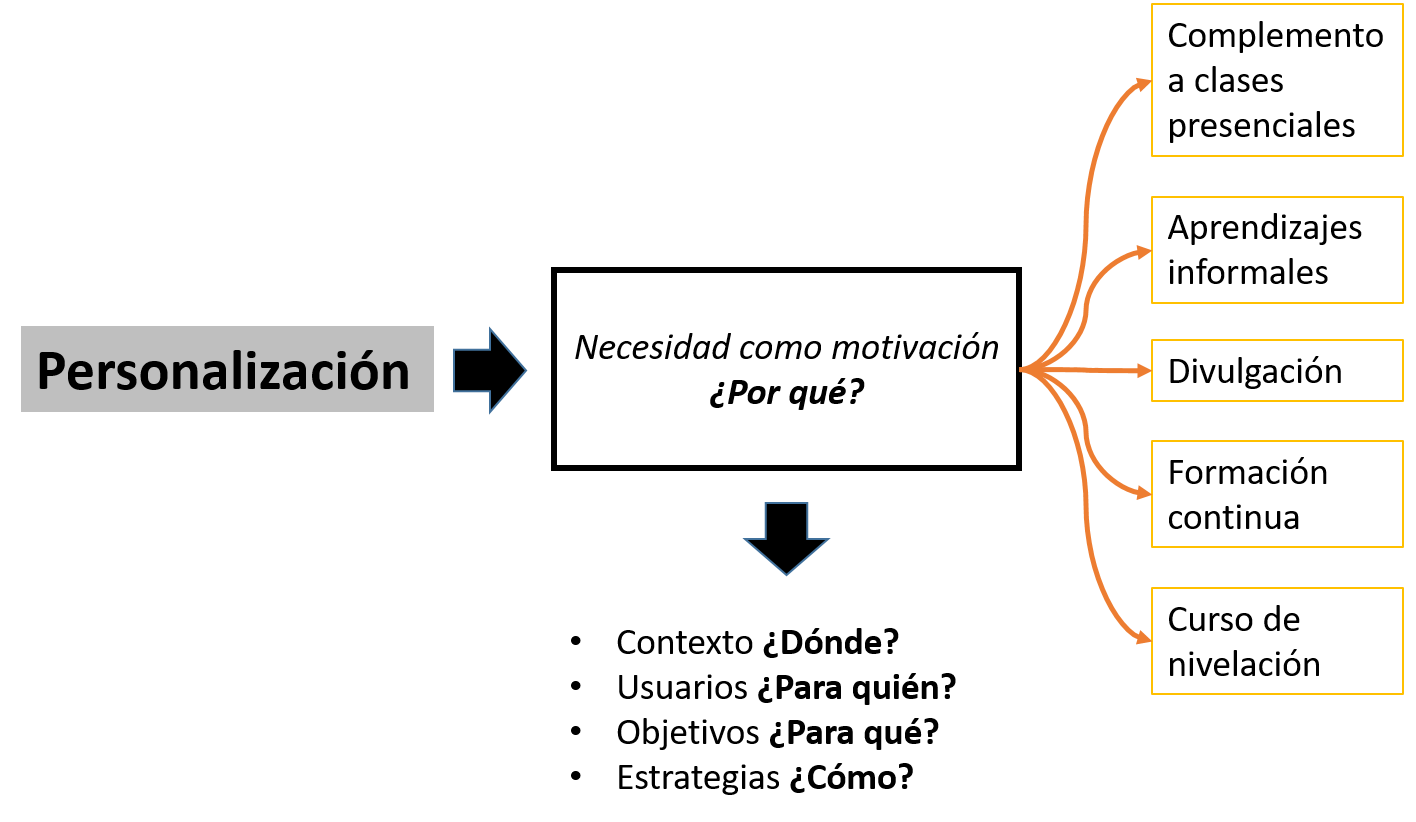 Personalización
Necesidad como motivación
¿Por qué?
• Contexto ¿Dónde?
• Usuarios ¿Para quién?
• Objetivos ¿Para qué?
• Estrategias ¿Cómo?
Complemento
a clases
presenciales
Aprendizajes
informales
Divulgación
Formación
continua
Curso de
nivelación